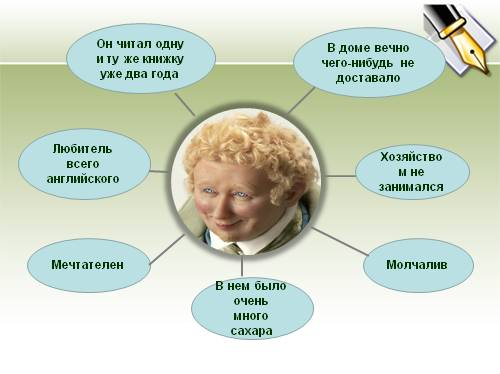 Он читал одну
и ту же книжку
уже два года
В доме вечно
чего-нибудь не
доставало
Любитель
всего
английского
Хозяйство
м не
занимался
Мечтателен
Молчалив
В нем было
очень
много
сахара